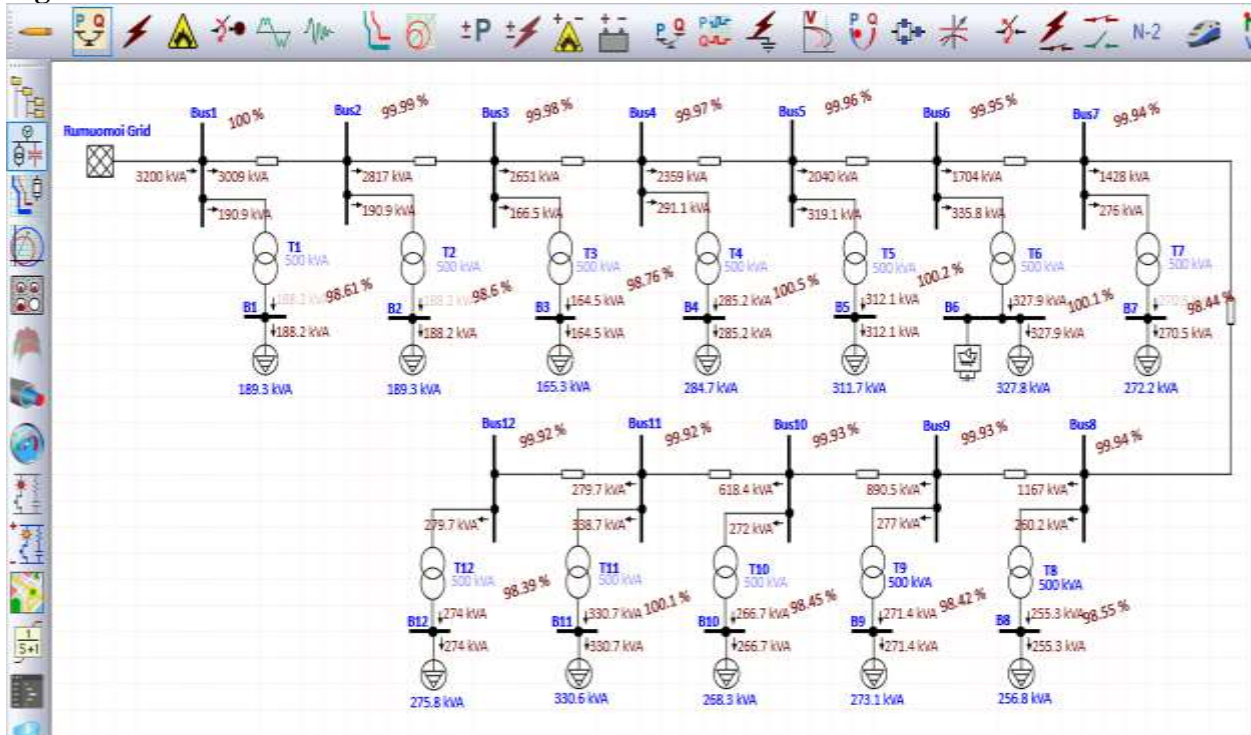 ±P
P Q
V
P Q
N-2
Bus1 100 %
Bus2 99.99 %
Bus3 99.98 %
Bus4 99.97 %
Bus5 99.96 %
Bus6 99.95 %
Bus7 99.94 %
Rumuomoi Grid
3200 kVA 3009 kVA 2817 kVA 2651 kVA 2359 kVA 2040 kVA 1704 kVA 1428 kVA
190.9 kVA 190.9 kVA 166.5 kVA 291.1 kVA 319.1 kVA 335.8 kVA 276 kVA
T1 T2 T3 T4 T5 T6 T7
500 kVA 500 kVA 500 kVA 500 kVA 500 kVA 500 kVA 500 kVA
98.61 % 98.6 % 98.76 % 100.5 % 100.2 % 100.1 % 98.44 %
164.5 kVA 285.2 kVA 312.1 kVA 327.9 kVA
B1 B2 B3 B4 B5 B6 B7
188.2 kVA 188.2 kVA 164.5 kVA 285.2 kVA 312.1 kVA 327.9 kVA 270.5 kVA
189.3 kVA 189.3 kVA 165.3 kVA 284.7 kVA 311.7 kVA 327.8 kVA 272.2 kVA
Bus12 99.92 %
Bus11 99.92 %
Bus10 99.93 %
Bus9 99.93 %
Bus8 99.94 %
279.7 kVA 618.4 kVA 890.5 kVA 1167 kVA
279.7 kVA 338.7 kVA 272 kVA 277 kVA 260.2 kVA
T12 T11 T10 T9 T8
500 kVA 500 kVA 500 kVA 500 kVA 500 kVA
98.39 % 100.1 % 98.45 % 98.42 % 98.55 %
274 kVA 330.7 kVA 266.7 kVA 271.4 kVA 255.3 kVA
B12 B11 B10 B9 B8
274 kVA 330.7 kVA 266.7 kVA 271.4 kVA 255.3 kVA
275.8 kVA 330.6 kVA 268.3 kVA 273.1 kVA 256.8 kVA
1
S+1